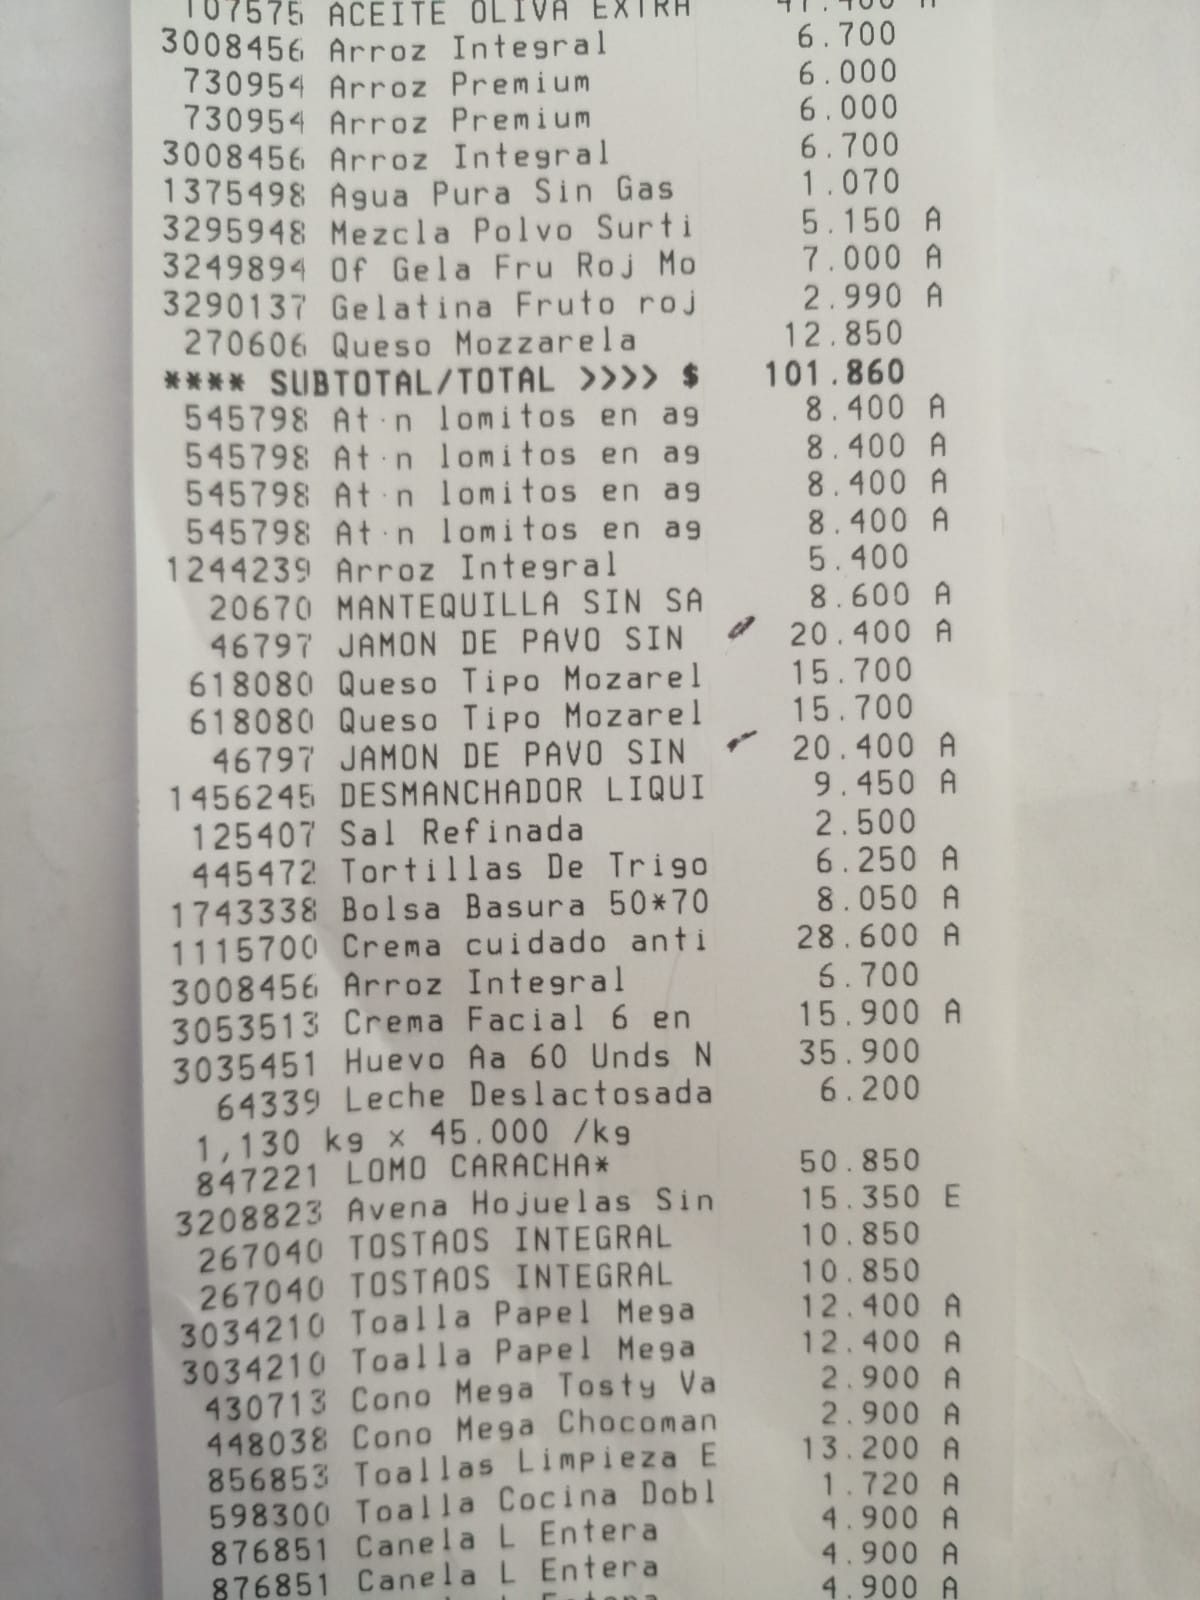 107575 ACEITE OLIVA EXTRA 41.400 A
3008456 Arroz Integral 6.700
730954 Arroz Premium 6.000
730954 Arroz Premium 6.000
3008456 Arroz Integral 6.700
1375498 Agua Pura Sin Gas 1.070
3295948 Mezcla Polvo Surti 5.150 A
3249894 Of Gela Fru Roj Mo 7.000 A
3290137 Gelatina Fruto roj 2.990 A
270606 Queso Mozzarela 12.850
**** SUBTOTAL/TOTAL >>>> $ 101.860
545798 At·n lomitos en ag 8.400 A
545798 At·n lomitos en ag 8.400 A
545798 At·n lomitos en ag 8.400 A
545798 At·n lomitos en ag 8.400 A
1244239 Arroz Integral 5.400
20670 MANTEQUILLA SIN SA 8.600 A
46797 JAMON DE PAVO SIN 20.400 A
618080 Queso Tipo Mozarel 15.700
618080 Queso Tipo Mozarel 15.700
46797 JAMON DE PAVO SIN 20.400 A
1456245 DESMANCHADOR LIQUI 9.450 A
125407 Sal Refinada 2.500
445472 Tortillas De Trigo 6.250 A
1743338 Bolsa Basura 50*70 8.050 A
1115700 Crema cuidado anti 28.600 A
3008456 Arroz Integral 6.700
3053513 Crema Facial 6 en 15.900 A
3035451 Huevo Aa 60 Unds N 35.900
64339 Leche Deslactosada 6.200
1,130 kg x 45.000 /kg
847221 LOMO CARACHA* 50.850
3208823 Avena Hojuelas Sin 15.350 E
267040 TOSTAOS INTEGRAL 10.850
267040 TOSTAOS INTEGRAL 10.850
3034210 Toalla Papel Mega 12.400 A
3034210 Toalla Papel Mega 12.400 A
430713 Cono Mega Tosty Va 2.900 A
448038 Cono Mega Chocoman 2.900 A
856853 Toallas Limpieza E 13.200 A
598300 Toalla Cocina Dobl 1.720 A
876851 Canela L Entera 4.900 A
876851 Canela L Entera 4.900 A
4.900 A